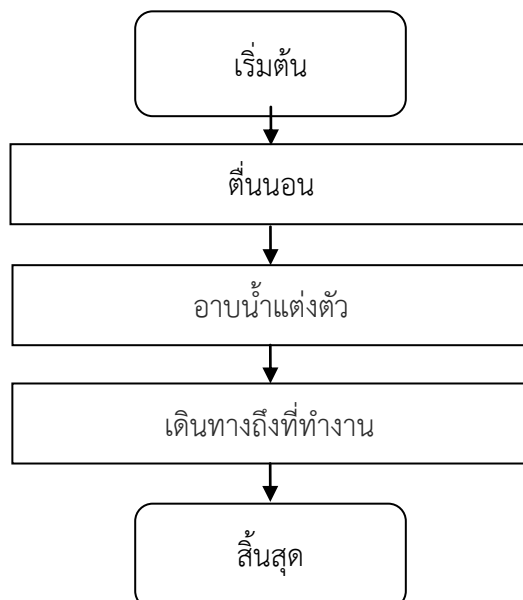 เริ่มต้น
ตื่นนอน
อาบน้ำแต่งตัว
เดินทางถึงที่ทำงาน
สิ้นสุด